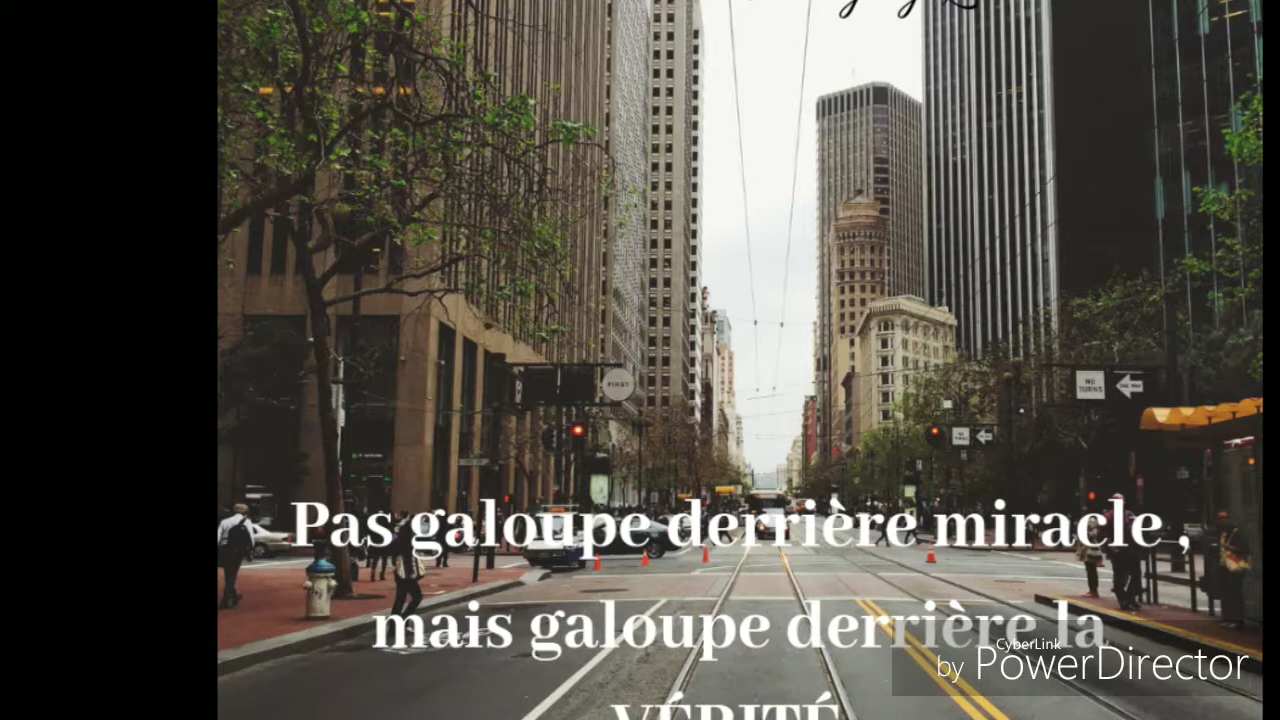 FIRST
NO
TURNS
ONE WAY
Pas galoupe derrière miracle ,
mais galoupe derrière la
VÉRITÉ
CyberLink
by PowerDirector